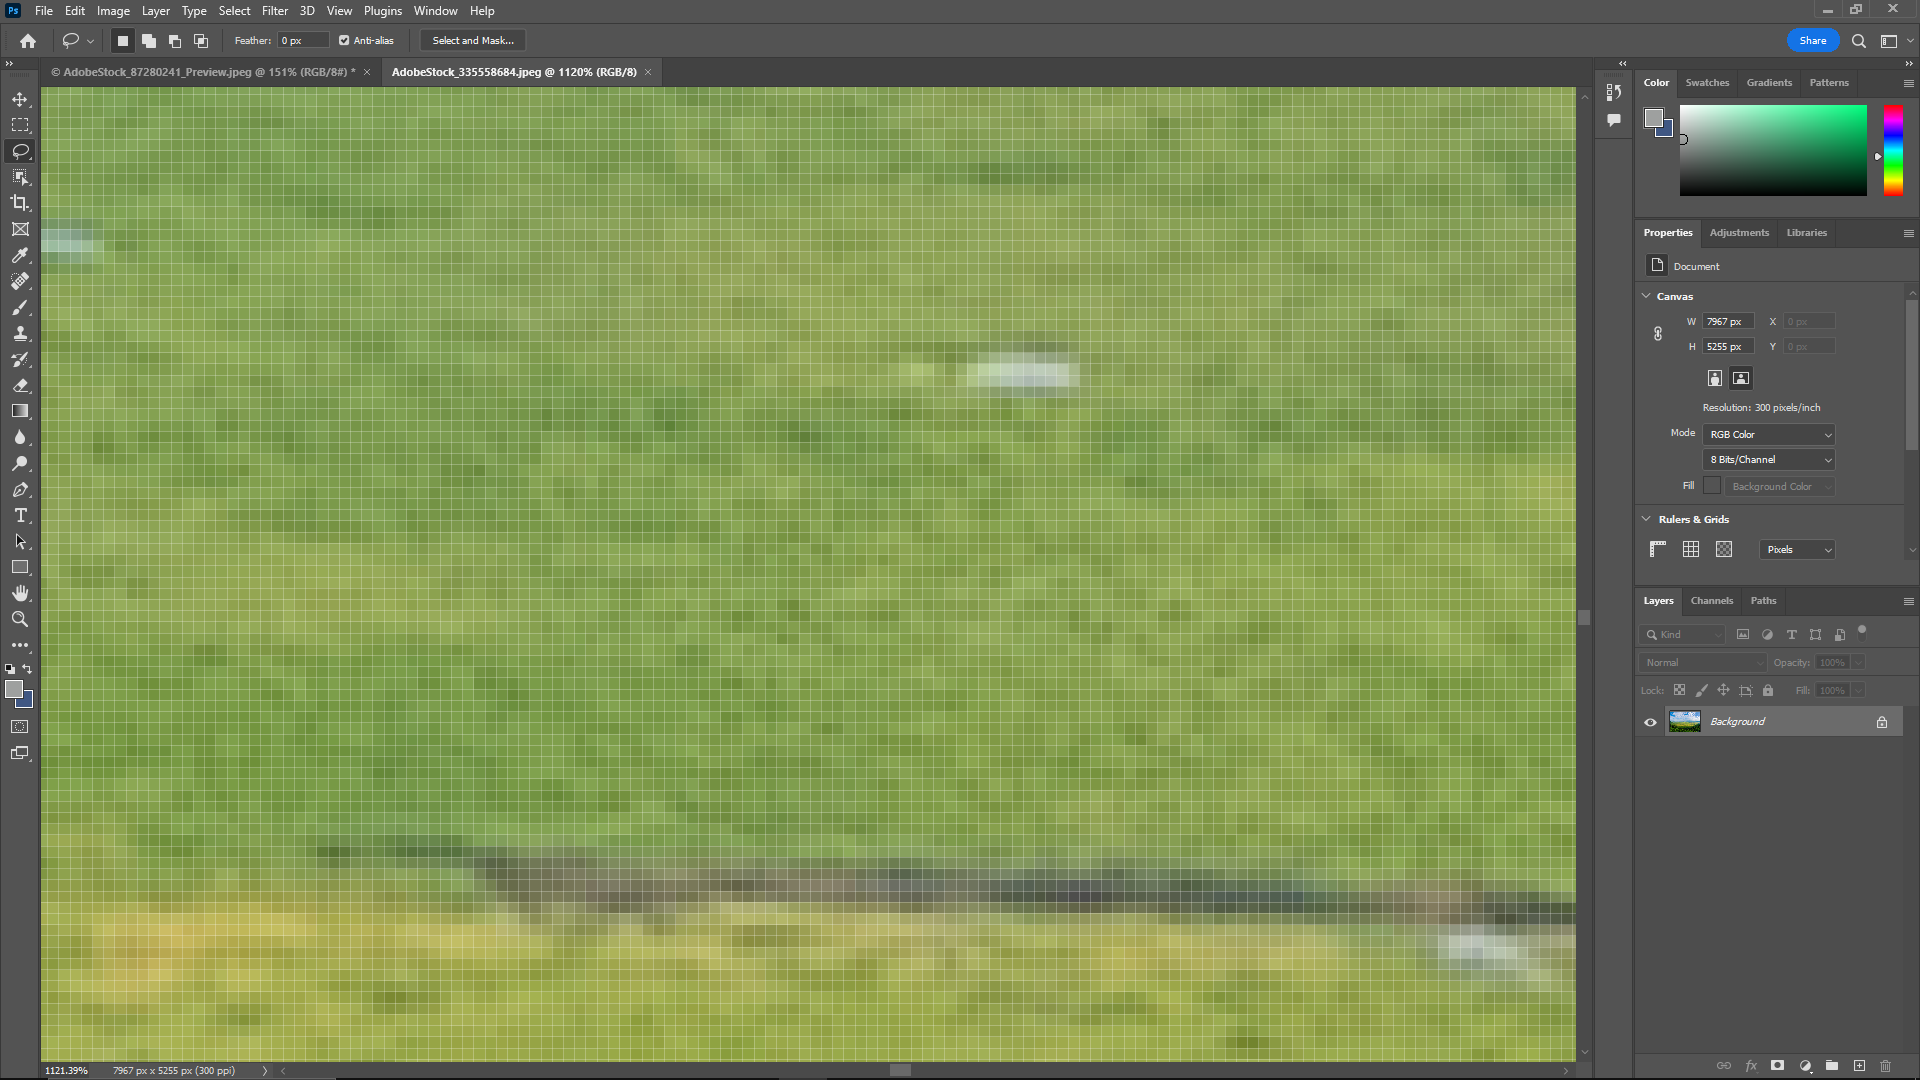 Ps File Edit Image Layer Type Select Filter 3D View Plugins Window Help
Feather: 0 px Anti-alias Select and Mask... Share
© AdobeStock_87280241_Preview.jpeg @ 151% (RGB/8#) * × AdobeStock_335558684.jpeg @ 1120% (RGB/8) ×
Color Swatches Gradients Patterns
Properties Adjustments Libraries
Document
Canvas
W 7967 px X 0 px
H 5255 px Y 0 px
Resolution: 300 pixels/inch
Mode RGB Color
8 Bits/Channel
Fill Background Color
Rulers & Grids
Pixels
Layers Channels Paths
Kind
Normal Opacity: 100%
Lock: Fill: 100%
Background
1121.39% 7967 px x 5255 px (300 ppi)